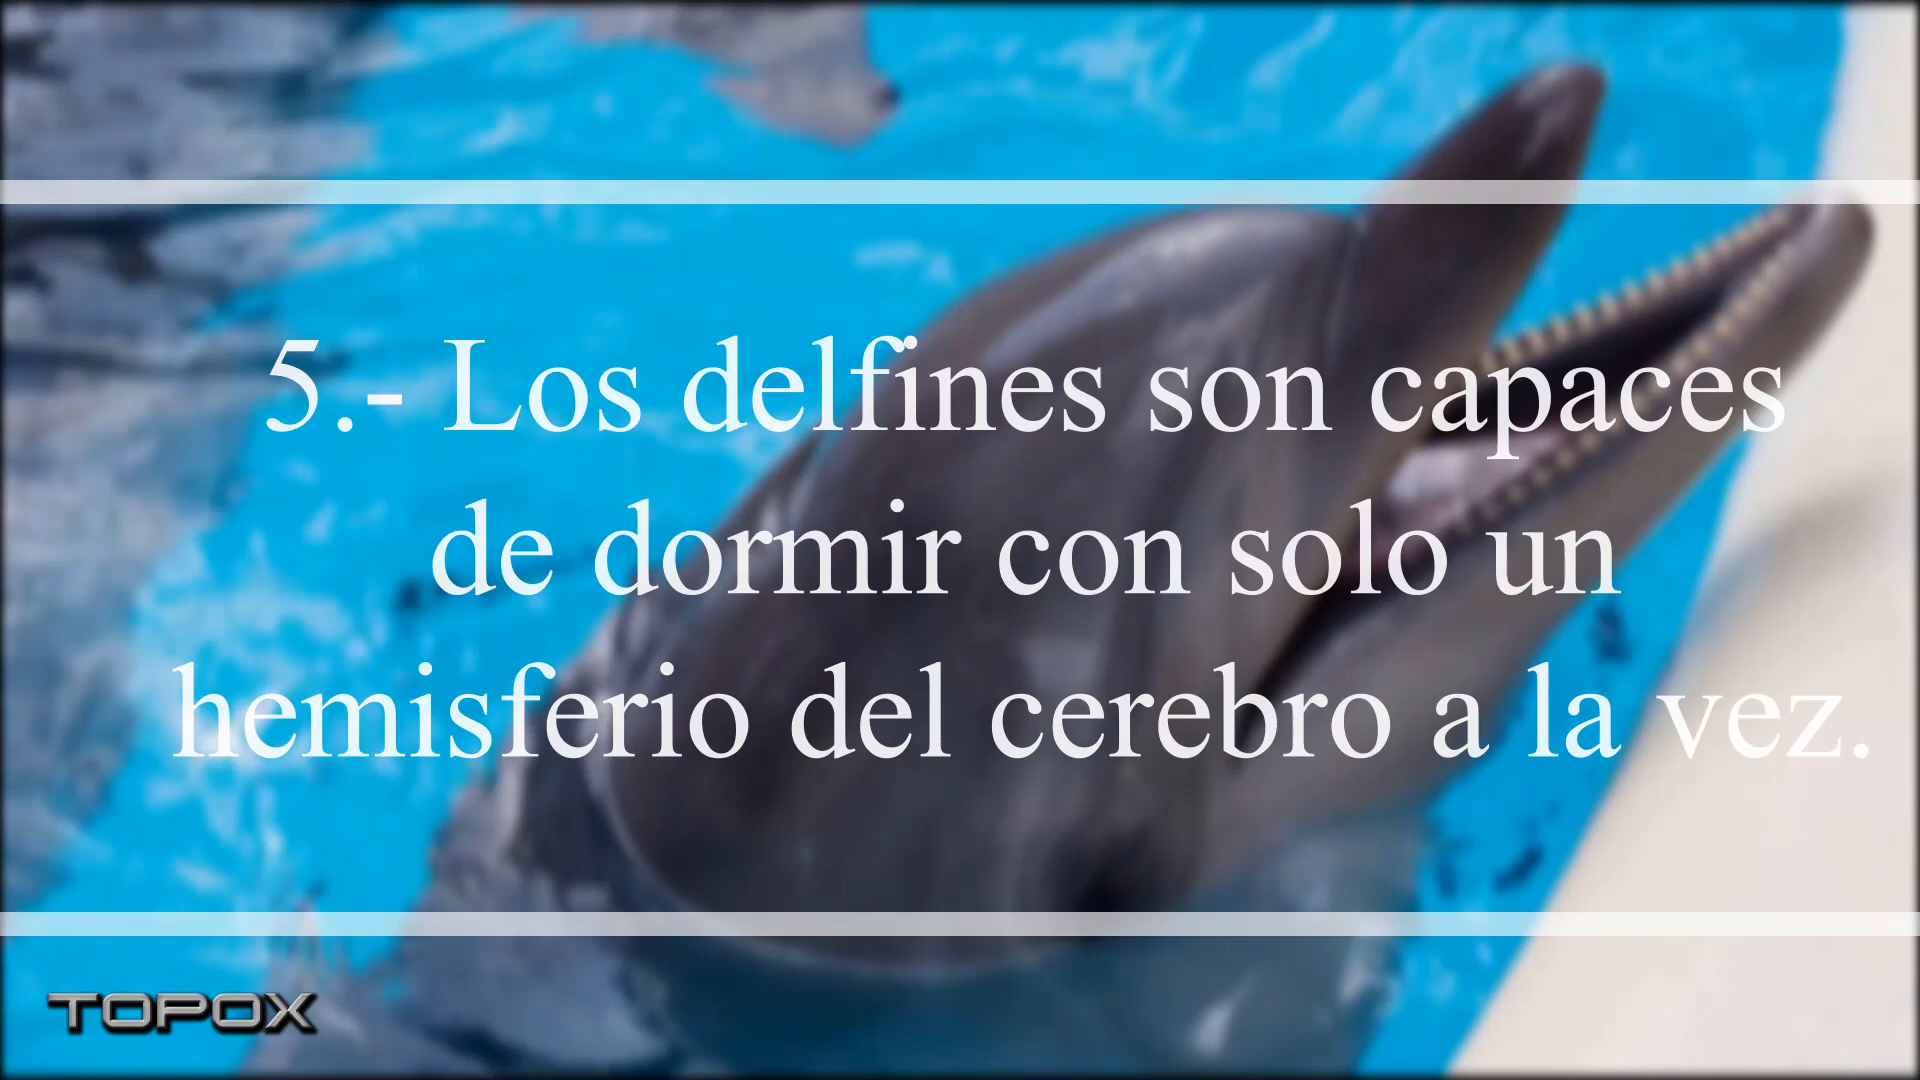 5.- Los delfines son capaces
de dormir con solo un
hemisferio del cerebro a la vez.
TOPOX